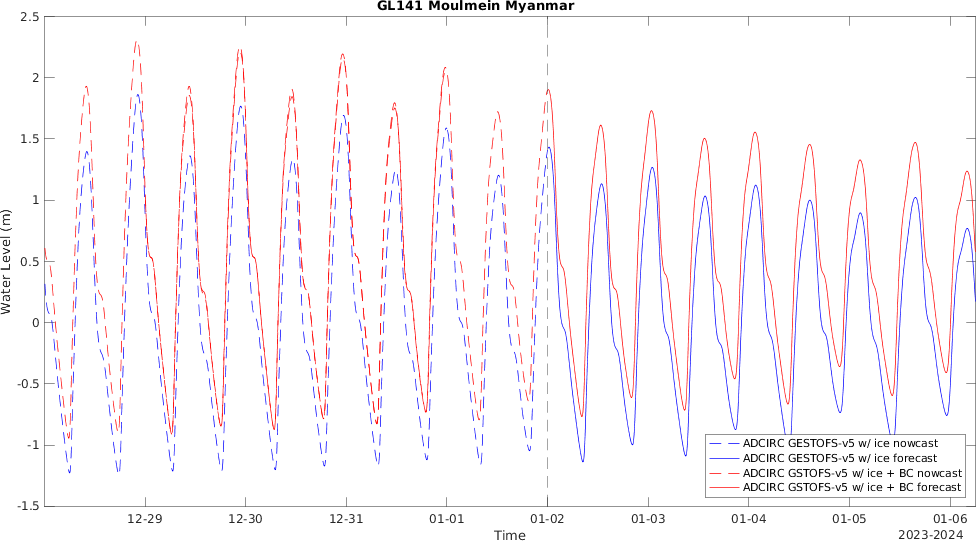 GL141 Moulmein Myanmar
Water Level (m)
2.5
2
1.5
1
0.5
0
-0.5
-1
-1.5
ADCIRC GESTOFS-v5 w/ ice nowcast
ADCIRC GESTOFS-v5 w/ ice forecast
ADCIRC GSTOFS-v5 w/ ice + BC nowcast
ADCIRC GSTOFS-v5 w/ ice + BC forecast
12-29 12-30 12-31 01-01 01-02 01-03 01-04 01-05 01-06
Time
2023-2024